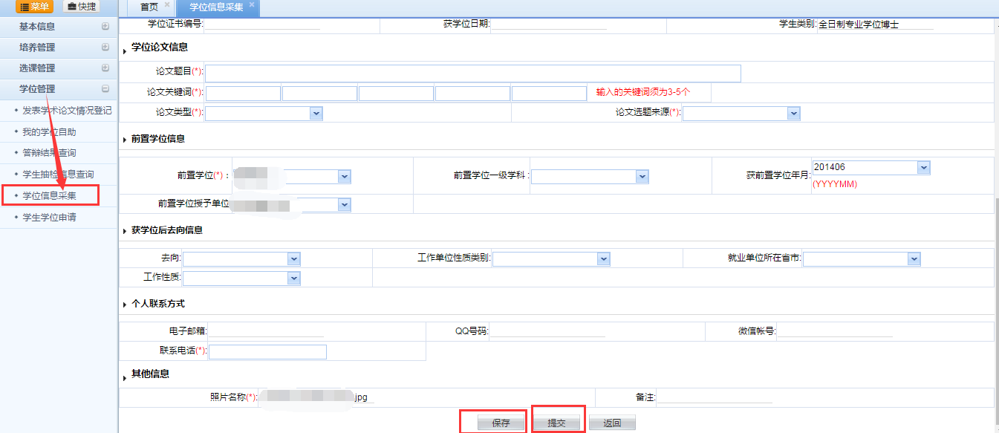 菜单 快捷 首页 学位信息采集
基本信息
培养管理
选课管理
学位管理
发表学术论文情况登记
我的学位自助
答辩结果查询
学生抽检信息查询
学位信息采集
学生学位申请
学位证书编号: 获学位日期: 学生类别: 全日制专业学位博士
学位论文信息
论文题目(*):
论文关键词(*): 输入的关键词须为3-5个
论文类型(*): 论文选题来源(*):
前置学位信息
前置学位(*)： 前置学位一级学科: 获前置学位年月: 201406
(YYYYMM)
前置学位授予单位
获学位后去向信息
去向: 工作单位性质类别: 就业单位所在省市:
工作性质:
个人联系方式
电子邮箱: QQ号码: 微信帐号:
联系电话(*):
其他信息
照片名称(*): jpg 备注:
保存 提交 返回